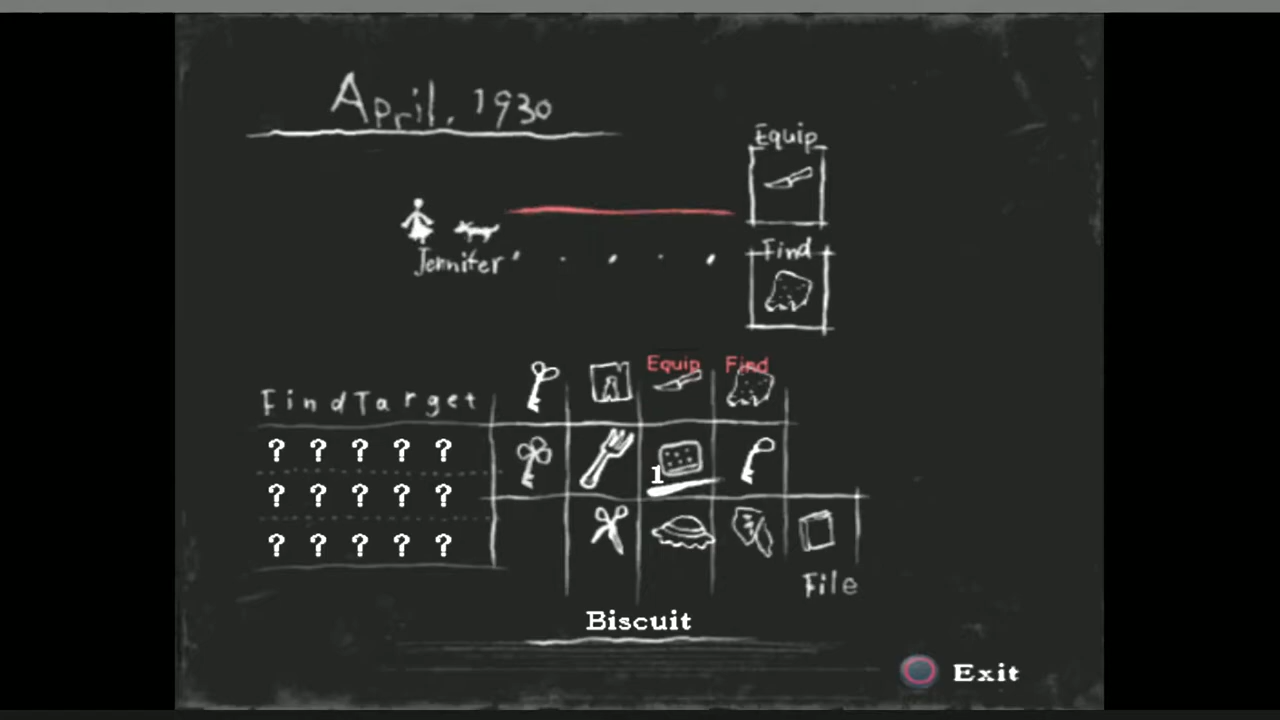 April, 1930
Equip
Jennifer
Find
Equip Find
FindTarget
? ? ? ? ?
1
? ? ? ? ?
? ? ? ? ?
File
Biscuit
Exit